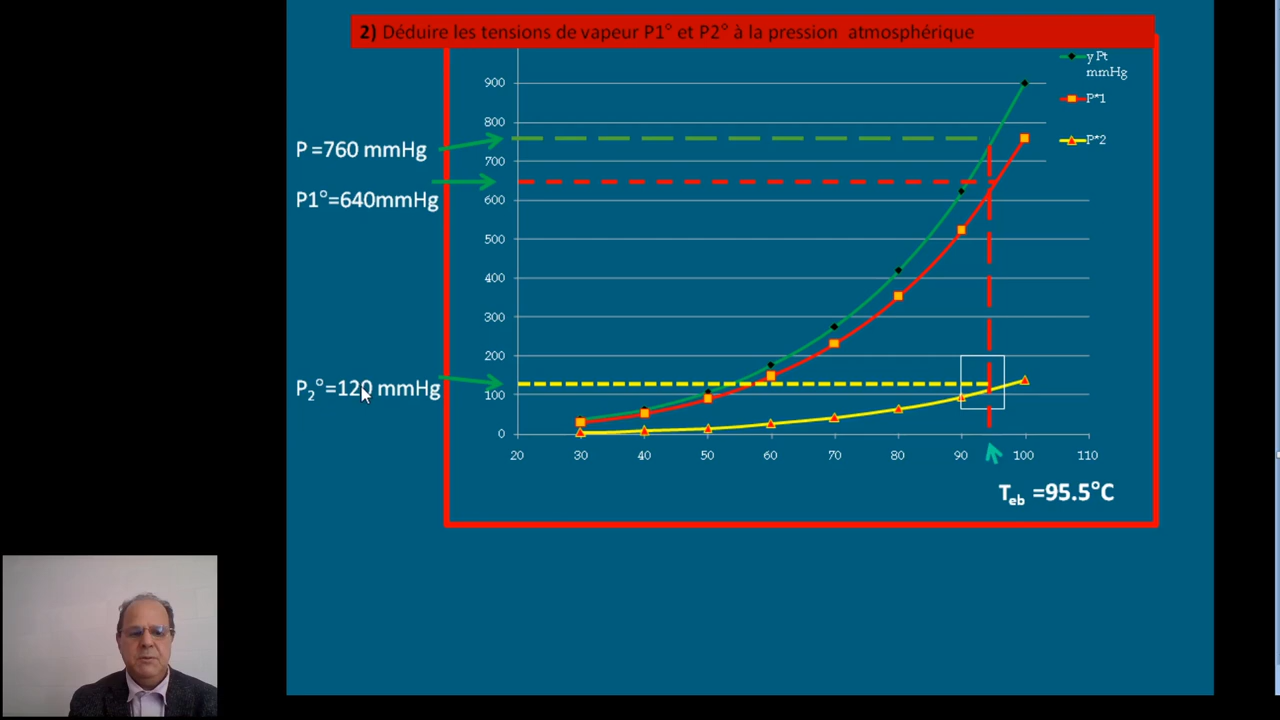 2) Déduire les tensions de vapeur P1° et P2° à la pression atmosphérique
y Pt
mmHg
P*1
P*2
900
800
700
600
500
400
300
200
100
0
20 30 40 50 60 70 80 90 100 110
P =760 mmHg
P1°=640mmHg
P2°=120 mmHg
Teb =95.5°C